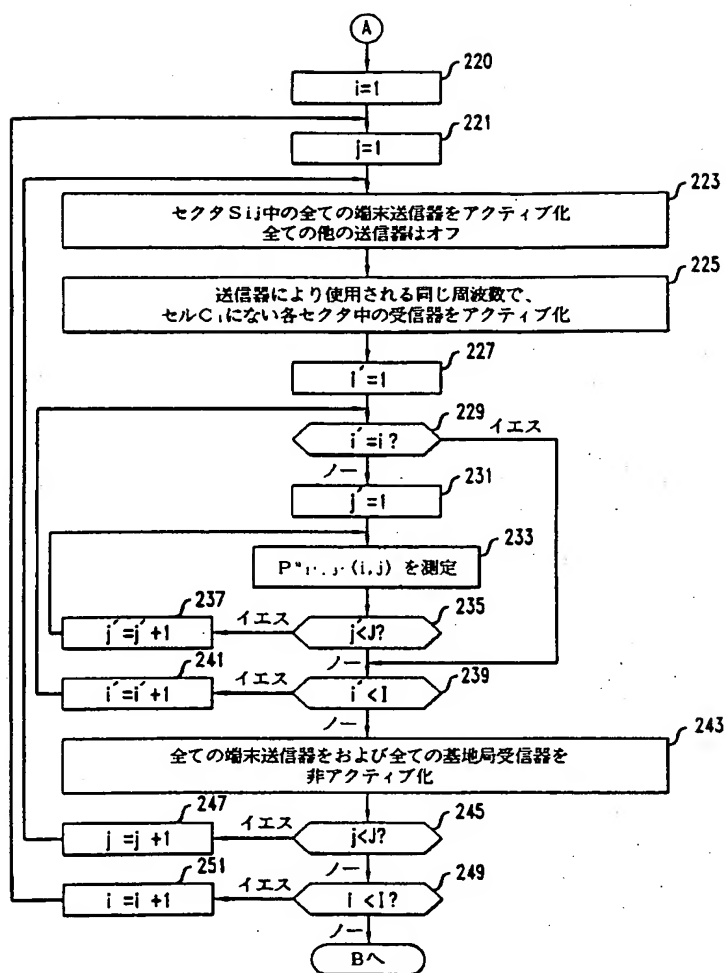 A
220
i=1
221
j=1
223
セクタSij中の全ての端末送信器をアクティブ化
全ての他の送信器はオフ
225
送信器により使用される同じ周波数で、
セルCiにない各セクタ中の受信器をアクティブ化
227
i′=1
229
i′=i?
イエス
ノー
231
j′=1
233
(i,j) を測定
235
j′<J?
イエス
237
j′=j′+1
ノー
239
i′<I
イエス
241
i′=i′+1
ノー
243
全ての端末送信器をおよび全ての基地局受信器を
非アクティブ化
245
j<J?
イエス
247
j=j+1
ノー
249
i<I?
イエス
251
i=i+1
ノー
Bへ